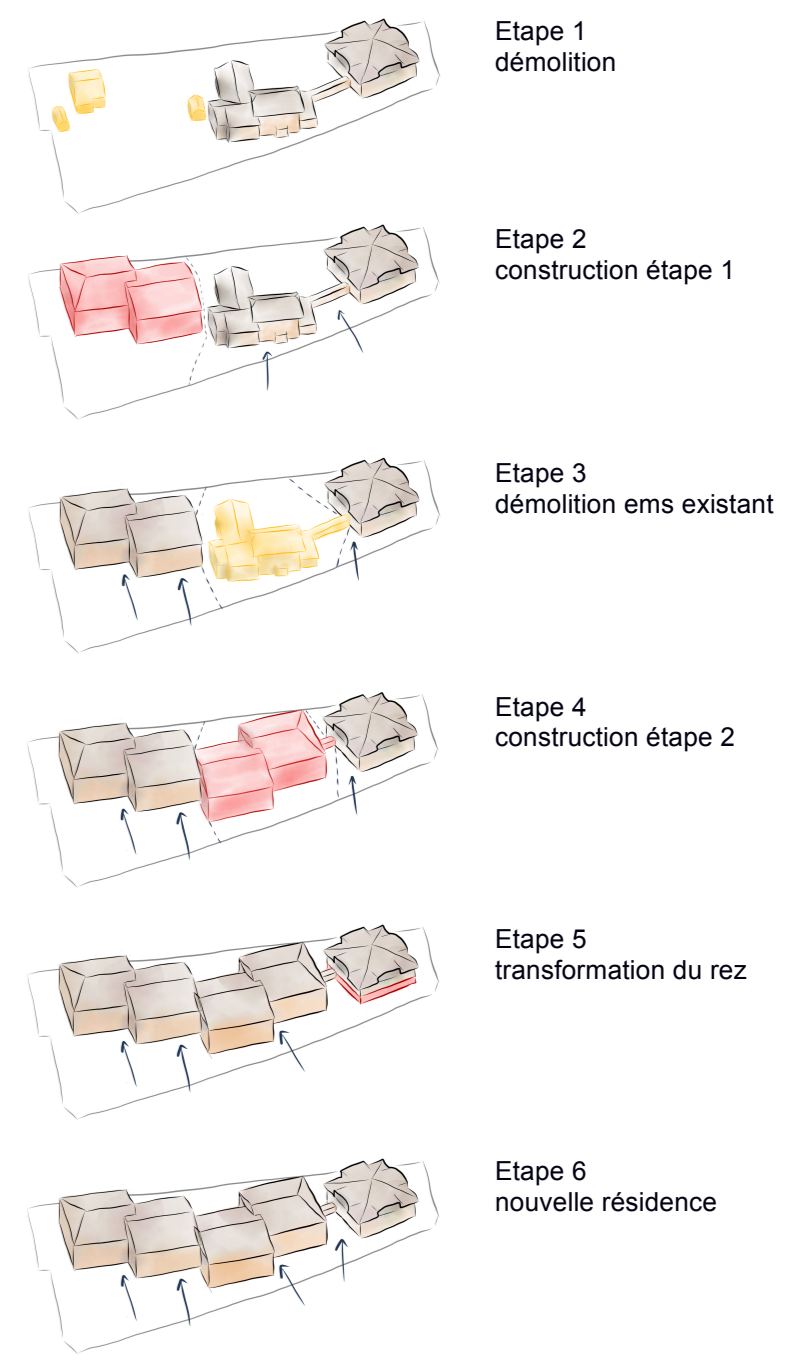 Etape 1
démolition
Etape 2
construction étape 1
Etape 3
démolition ems existant
Etape 4
construction étape 2
Etape 5
transformation du rez
Etape 6
nouvelle résidence